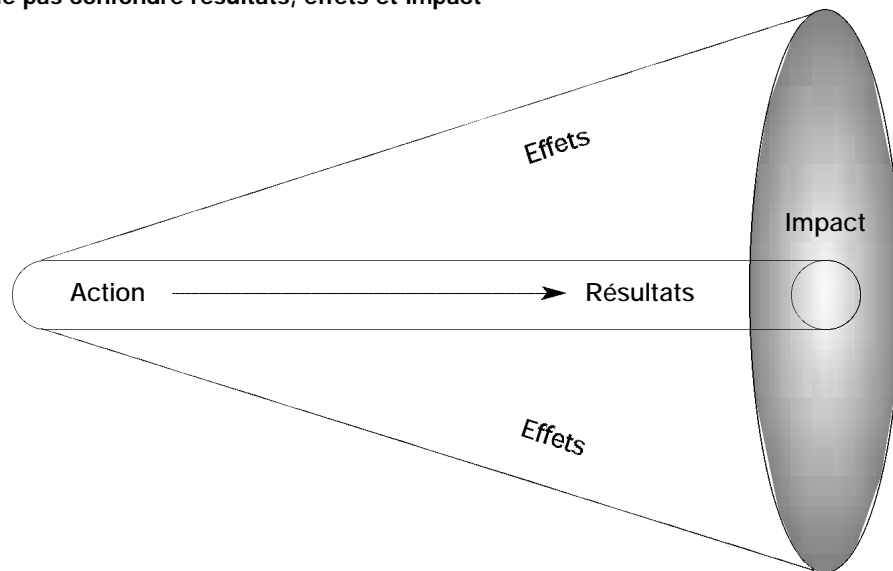 pas confondre résultats, effets et impact
Effets
Impact
Action
Résultats
Effets